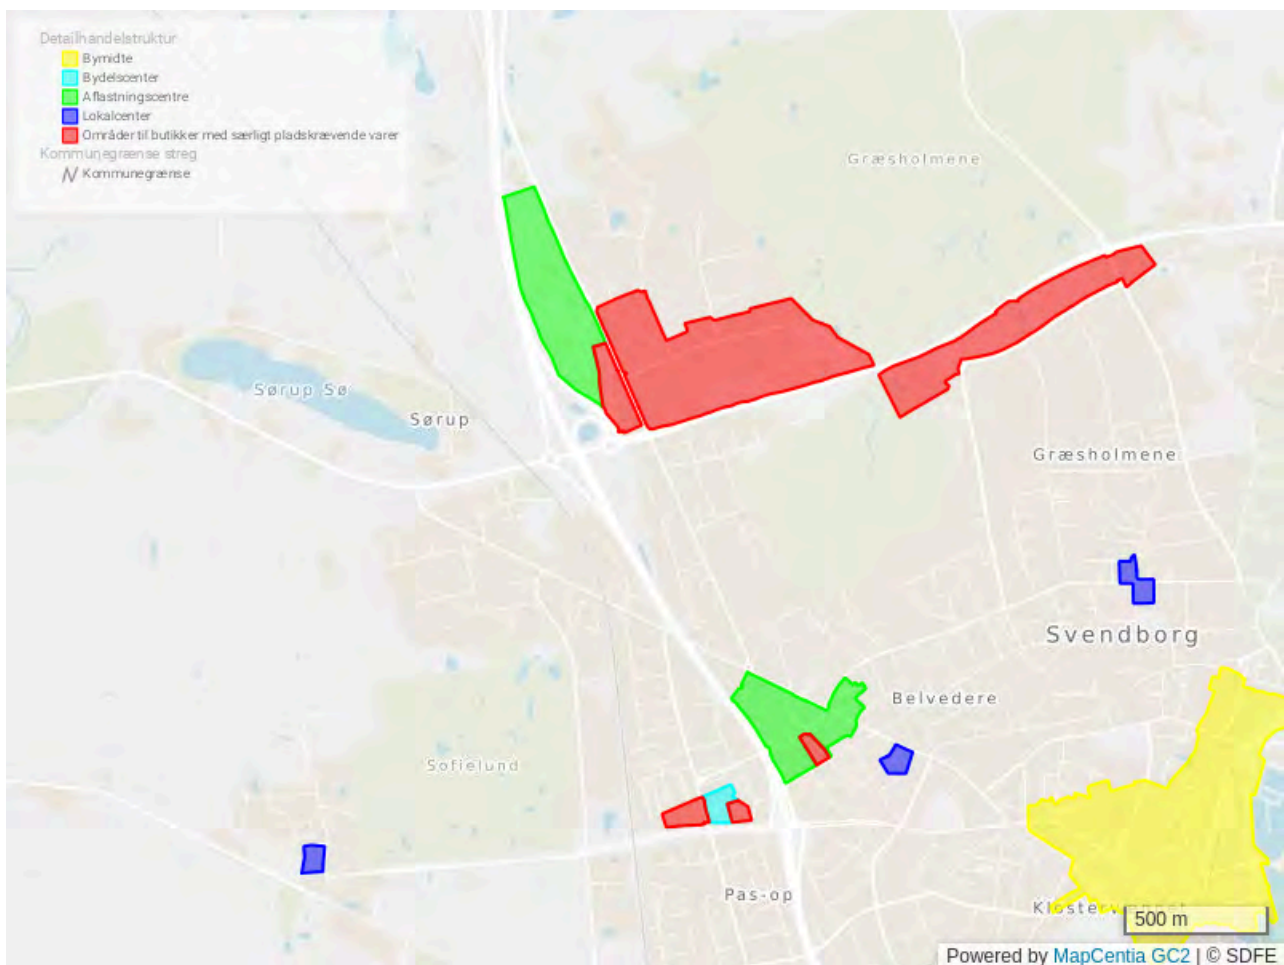 Detailhandelstruktur
Bymidte
Bydelscenter
Aflastningscentre
Lokalcenter
Områder til butikker med særligt pladskrævende varer
Kommunegrænse streg
Kommunegrænse
Græsholmene
Sørup Sø
Sørup
Græsholmene
Svendborg
Belvedere
Sofielund
Pas-op
500 m
Powered by MapCentia GC2 | © SDFE